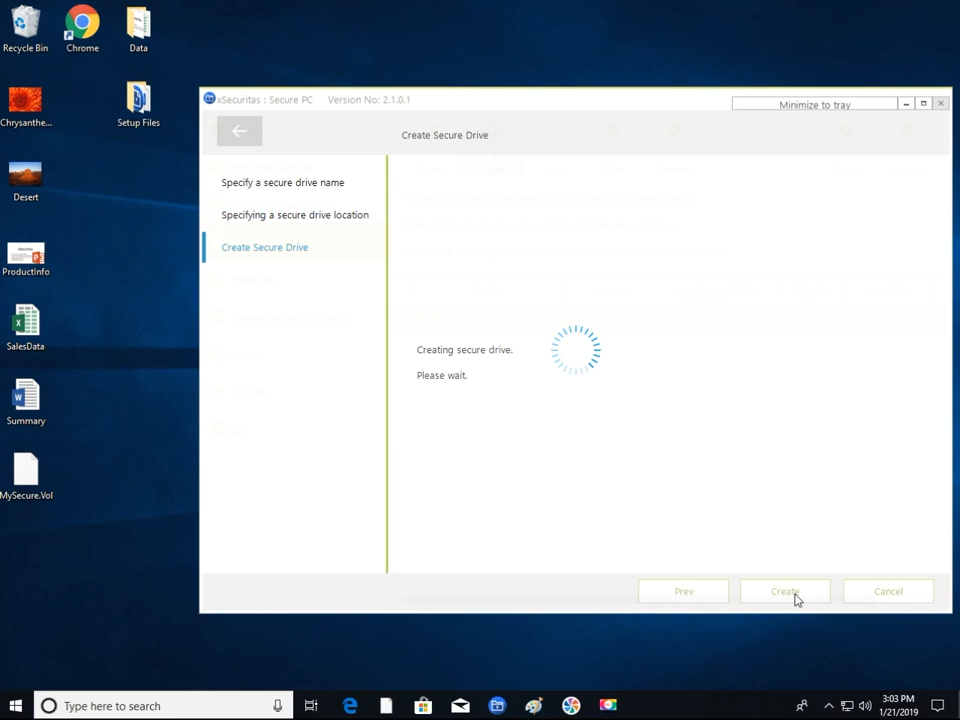 Recycle Bin
Chrome
Data
Chrysanthe...
Setup Files
Desert
ProductInfo
SalesData
Summary
MySecure.Vol
xSecuritas : Secure PC Version No: 2.1.0.1
Minimize to tray
Create Secure Drive
Specify a secure drive name
Specifying a secure drive location
Create Secure Drive
Creating secure drive.
Please wait.
Prev
Create
Cancel
Type here to search
3:03 PM
1/21/2019